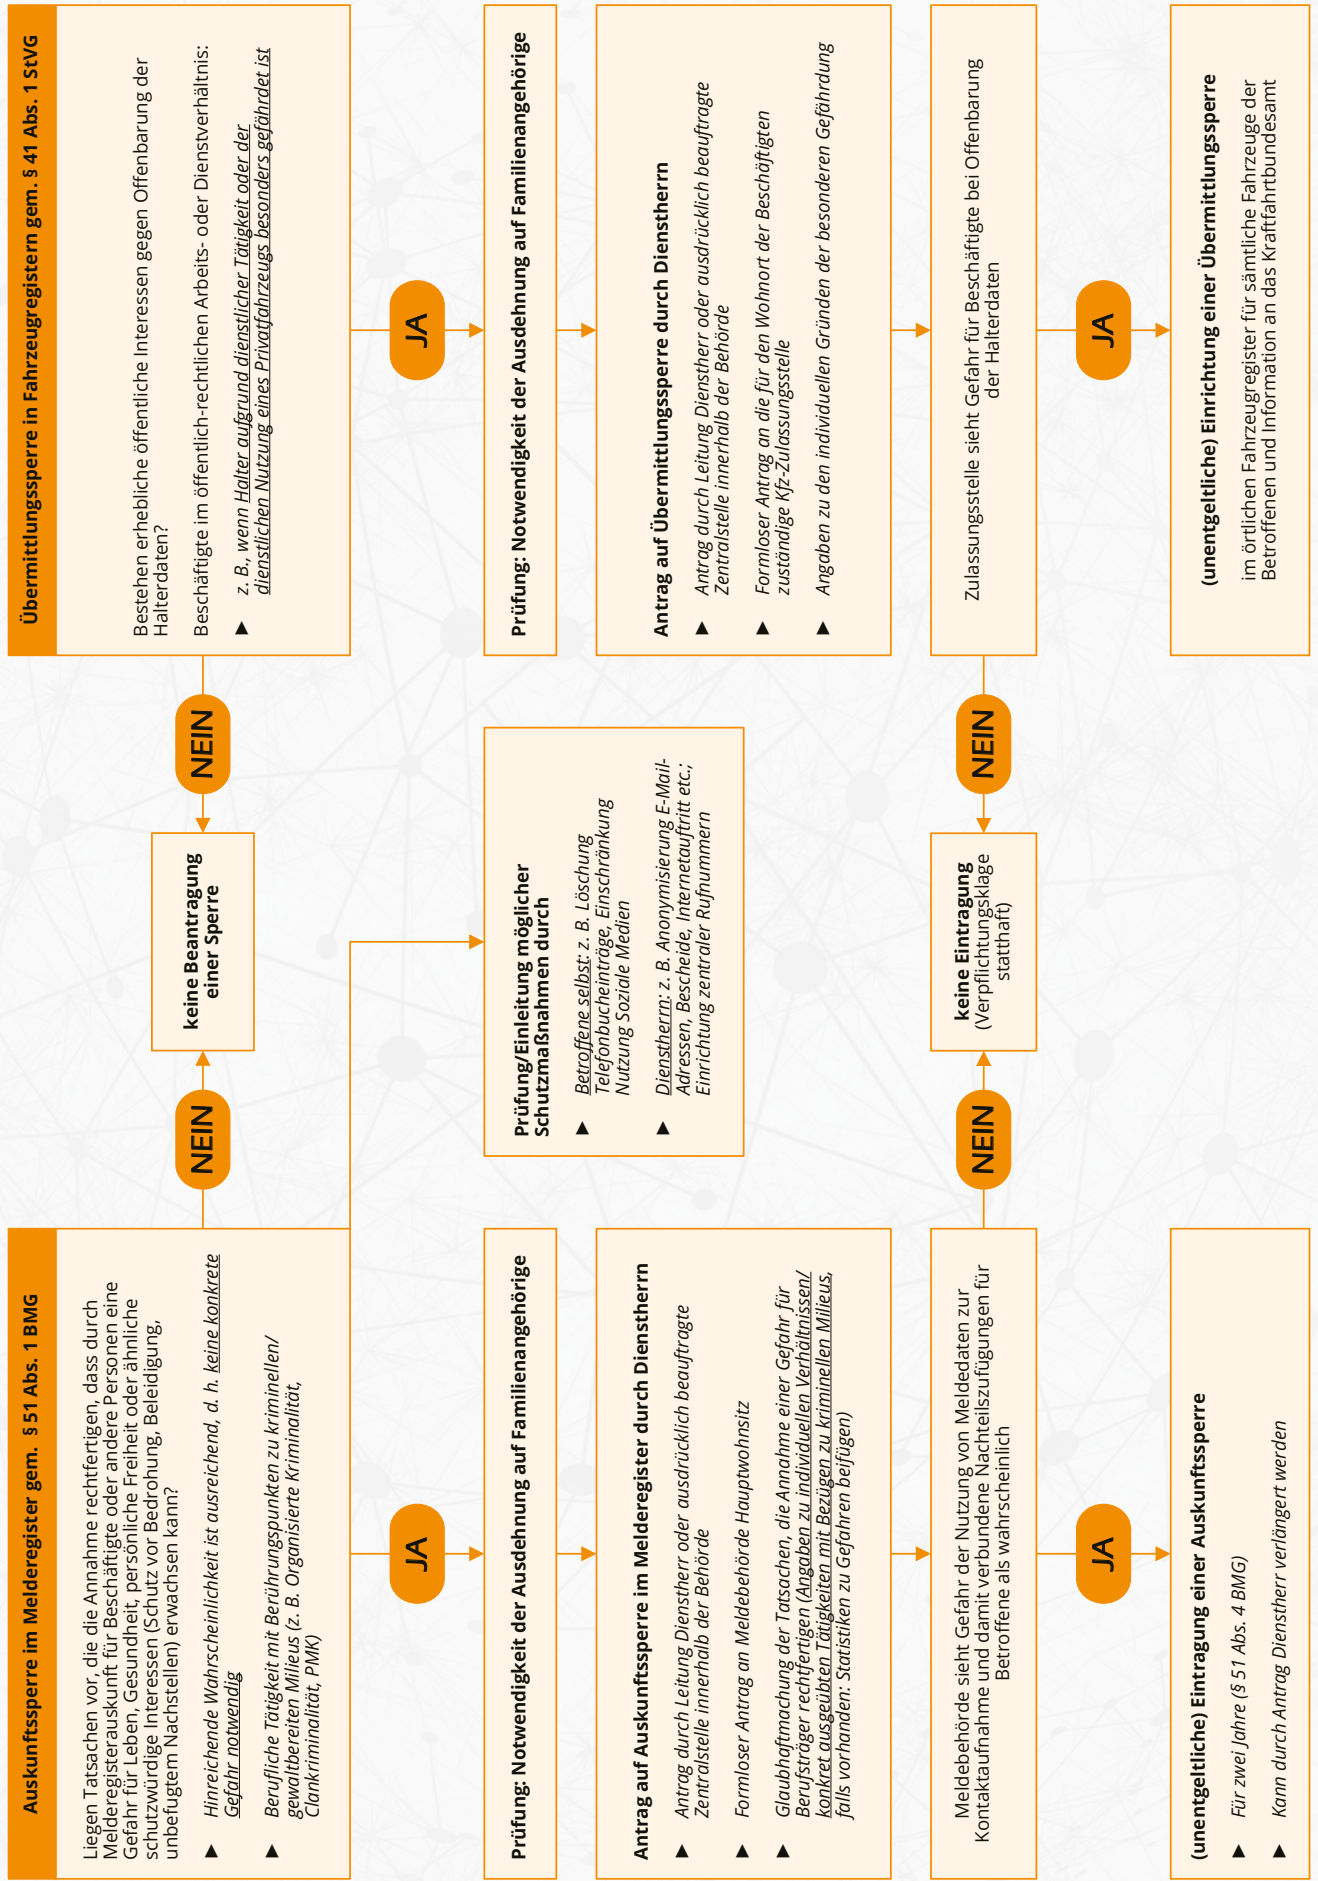 Auskunftssperre im Melderegister gem. § 51 Abs. 1 BMG
Liegen Tatsachen vor, die die Annahme rechtfertigen, dass durch
Melderegisterauskunft für Beschäftigte oder andere Personen eine
Gefahr für Leben, Gesundheit, persönliche Freiheit oder ähnliche
schutzwürdige Interessen (Schutz vor Bedrohung, Beleidigung,
unbefugtem Nachstellen) erwachsen kann?
▶ Hinreichende Wahrscheinlichkeit ist ausreichend, d. h. keine konkrete
Gefahr notwendig
▶ Berufliche Tätigkeit mit Berührungspunkten zu kriminellen/
gewaltbereiten Milieus (z. B. Organisierte Kriminalität,
Clankriminalität, PMK)
NEIN
keine Beantragung
einer Sperre
NEIN
Übermittlungssperre in Fahrzeugregistern gem. § 41 Abs. 1 StVG
Bestehen erhebliche öffentliche Interessen gegen Offenbarung der
Halterdaten?
Beschäftigte im öffentlich-rechtlichen Arbeits- oder Dienstverhältnis:
▶ z. B., wenn Halter aufgrund dienstlicher Tätigkeit oder der
dienstlichen Nutzung eines Privatfahrzeugs besonders gefährdet ist
JA
JA
Prüfung: Notwendigkeit der Ausdehnung auf Familienangehörige
Prüfung/Einleitung möglicher
Schutzmaßnahmen durch
▶ Betroffene selbst: z. B. Löschung
Telefonbucheinträge, Einschränkung
Nutzung Soziale Medien
▶ Dienstherrn: z. B. Anonymisierung E-Mail-
Adressen, Bescheide, Internetauftritt etc.;
Einrichtung zentraler Rufnummern
Prüfung: Notwendigkeit der Ausdehnung auf Familienangehörige
Antrag auf Auskunftssperre im Melderegister durch Dienstherrn
▶ Antrag durch Leitung Dienstherr oder ausdrücklich beauftragte
Zentralstelle innerhalb der Behörde
▶ Formloser Antrag an Meldebehörde Hauptwohnsitz
▶ Glaubhaftmachung der Tatsachen, die Annahme einer Gefahr für
Berufsträger rechtfertigen (Angaben zu individuellen Verhältnissen/
konkret ausgeübten Tätigkeiten mit Bezügen zu kriminellen Milieus,
falls vorhanden: Statistiken zu Gefahren beifügen)
Antrag auf Übermittlungssperre durch Dienstherrn
▶ Antrag durch Leitung Dienstherr oder ausdrücklich beauftragte
Zentralstelle innerhalb der Behörde
▶ Formloser Antrag an die für den Wohnort der Beschäftigten
zuständige Kfz-Zulassungsstelle
▶ Angaben zu den individuellen Gründen der besonderen Gefährdung
Meldebehörde sieht Gefahr der Nutzung von Meldedaten zur
Kontaktaufnahme und damit verbundene Nachteilszufügungen für
Betroffene als wahrscheinlich
NEIN
keine Eintragung
(Verpflichtungsklage
statthaft)
NEIN
Zulassungsstelle sieht Gefahr für Beschäftigte bei Offenbarung
der Halterdaten
JA
JA
(unentgeltliche) Eintragung einer Auskunftssperre
▶ Für zwei Jahre (§ 51 Abs. 4 BMG)
▶ Kann durch Antrag Dienstherr verlängert werden
(unentgeltliche) Einrichtung einer Übermittlungssperre
im örtlichen Fahrzeugregister für sämtliche Fahrzeuge der
Betroffenen und Information an das Kraftfahrtbundesamt